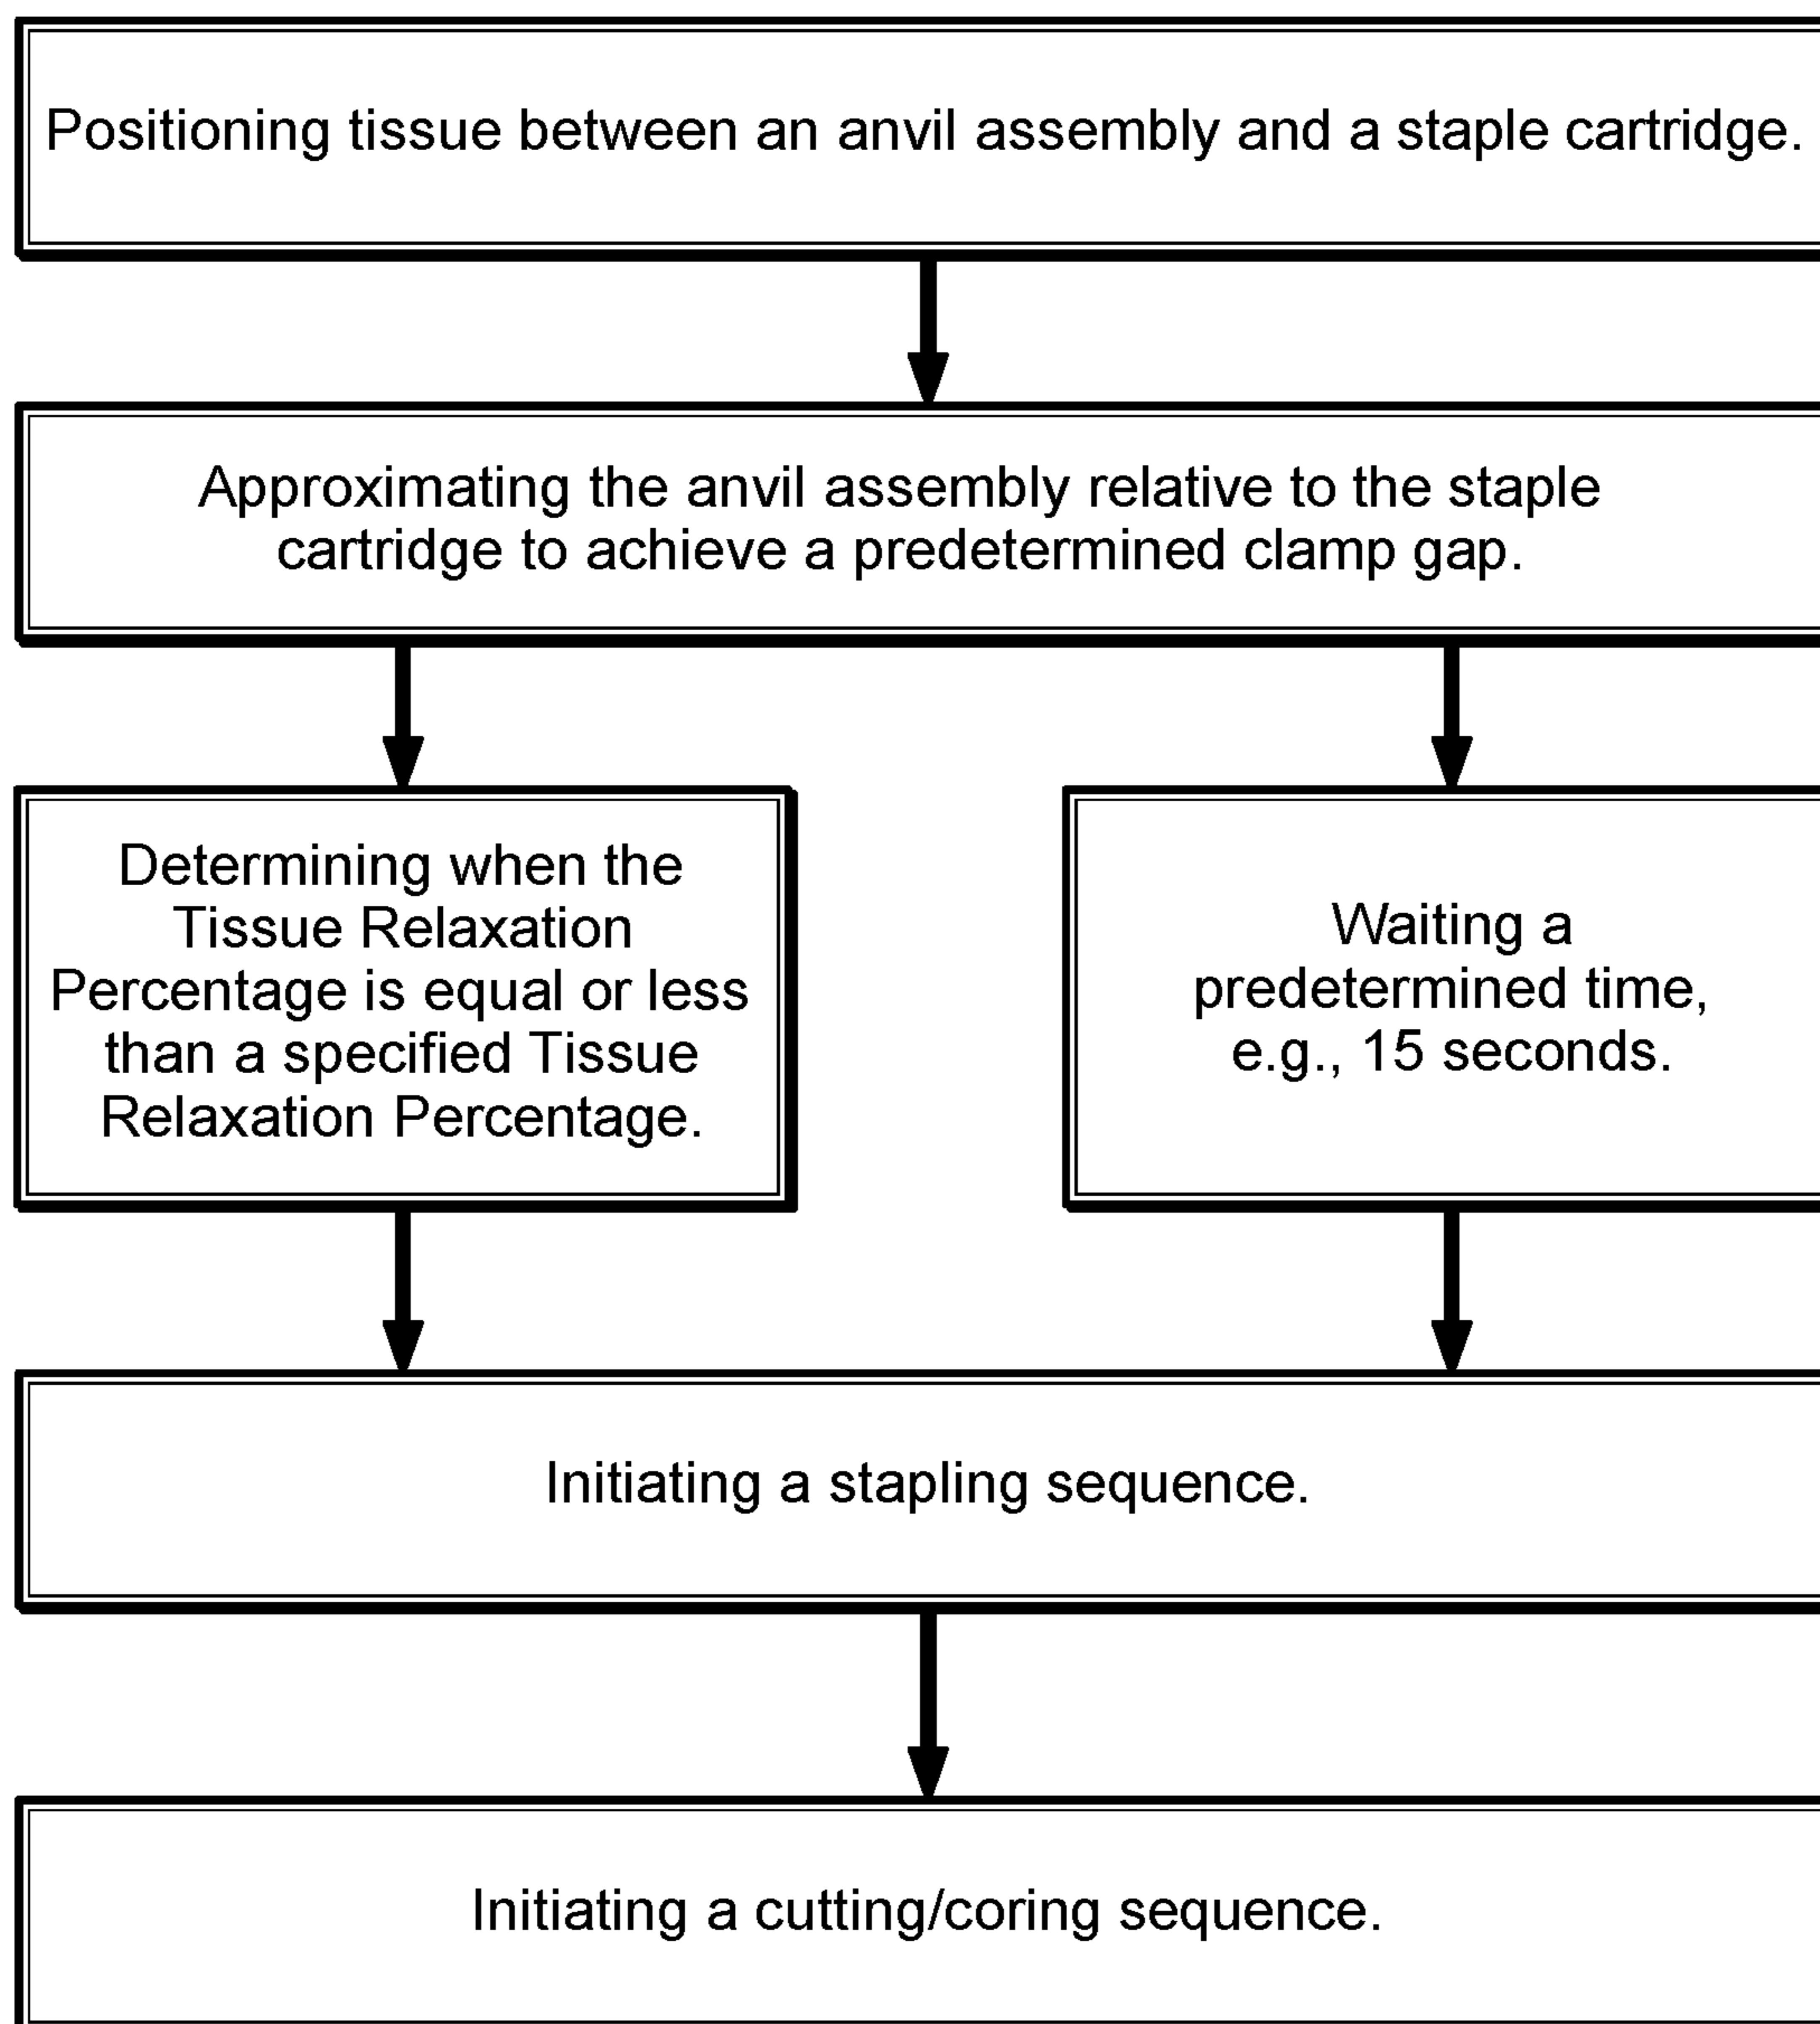 Positioning tissue between an anvil assembly and a staple cartridge.
Approximating the anvil assembly relative to the staple
cartridge to achieve a predetermined clamp gap.
Determining when the
Tissue Relaxation
Percentage is equal or less
than a specified Tissue
Relaxation Percentage.
Waiting a
predetermined time,
e.g., 15 seconds.
Initiating a stapling sequence.
Initiating a cutting/coring sequence.